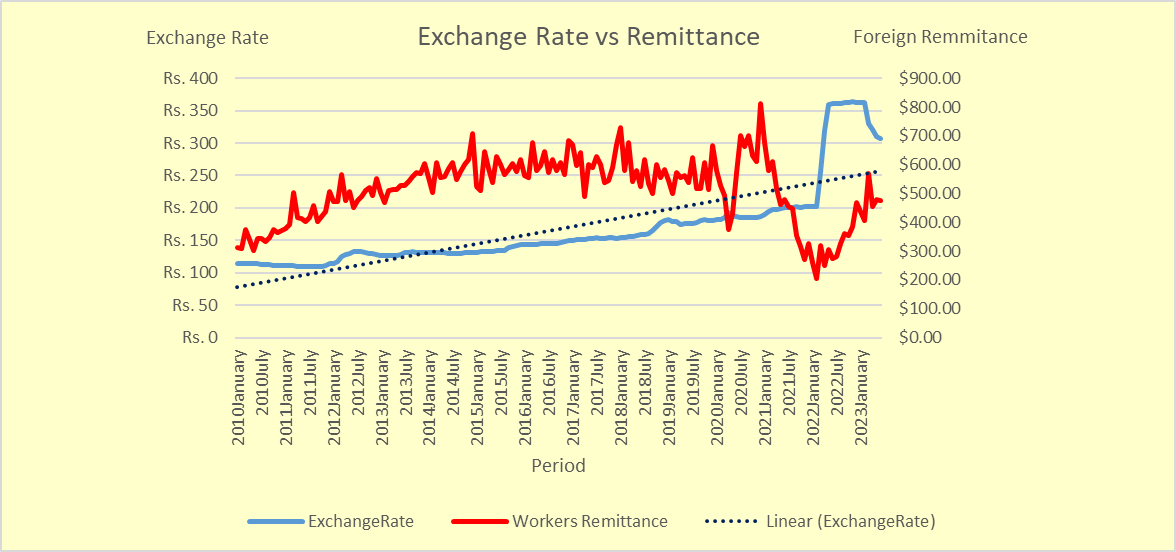 Exchange Rate vs Remittance
Exchange Rate
Foreign Remmitance
Rs. 400
Rs. 350
Rs. 300
Rs. 250
Rs. 200
Rs. 150
Rs. 100
Rs. 50
Rs. 0
$900.00
$800.00
$700.00
$600.00
$500.00
$400.00
$300.00
$200.00
$100.00
$0.00
2010January
2010July
2011January
2011July
2012January
2012July
2013January
2013July
2014January
2014July
2015January
2015July
2016January
2016July
2017January
2017July
2018January
2018July
2019January
2019July
2020January
2020July
2021January
2021July
2022January
2022July
2023January
Period
ExchangeRate
Workers Remittance
Linear (ExchangeRate)